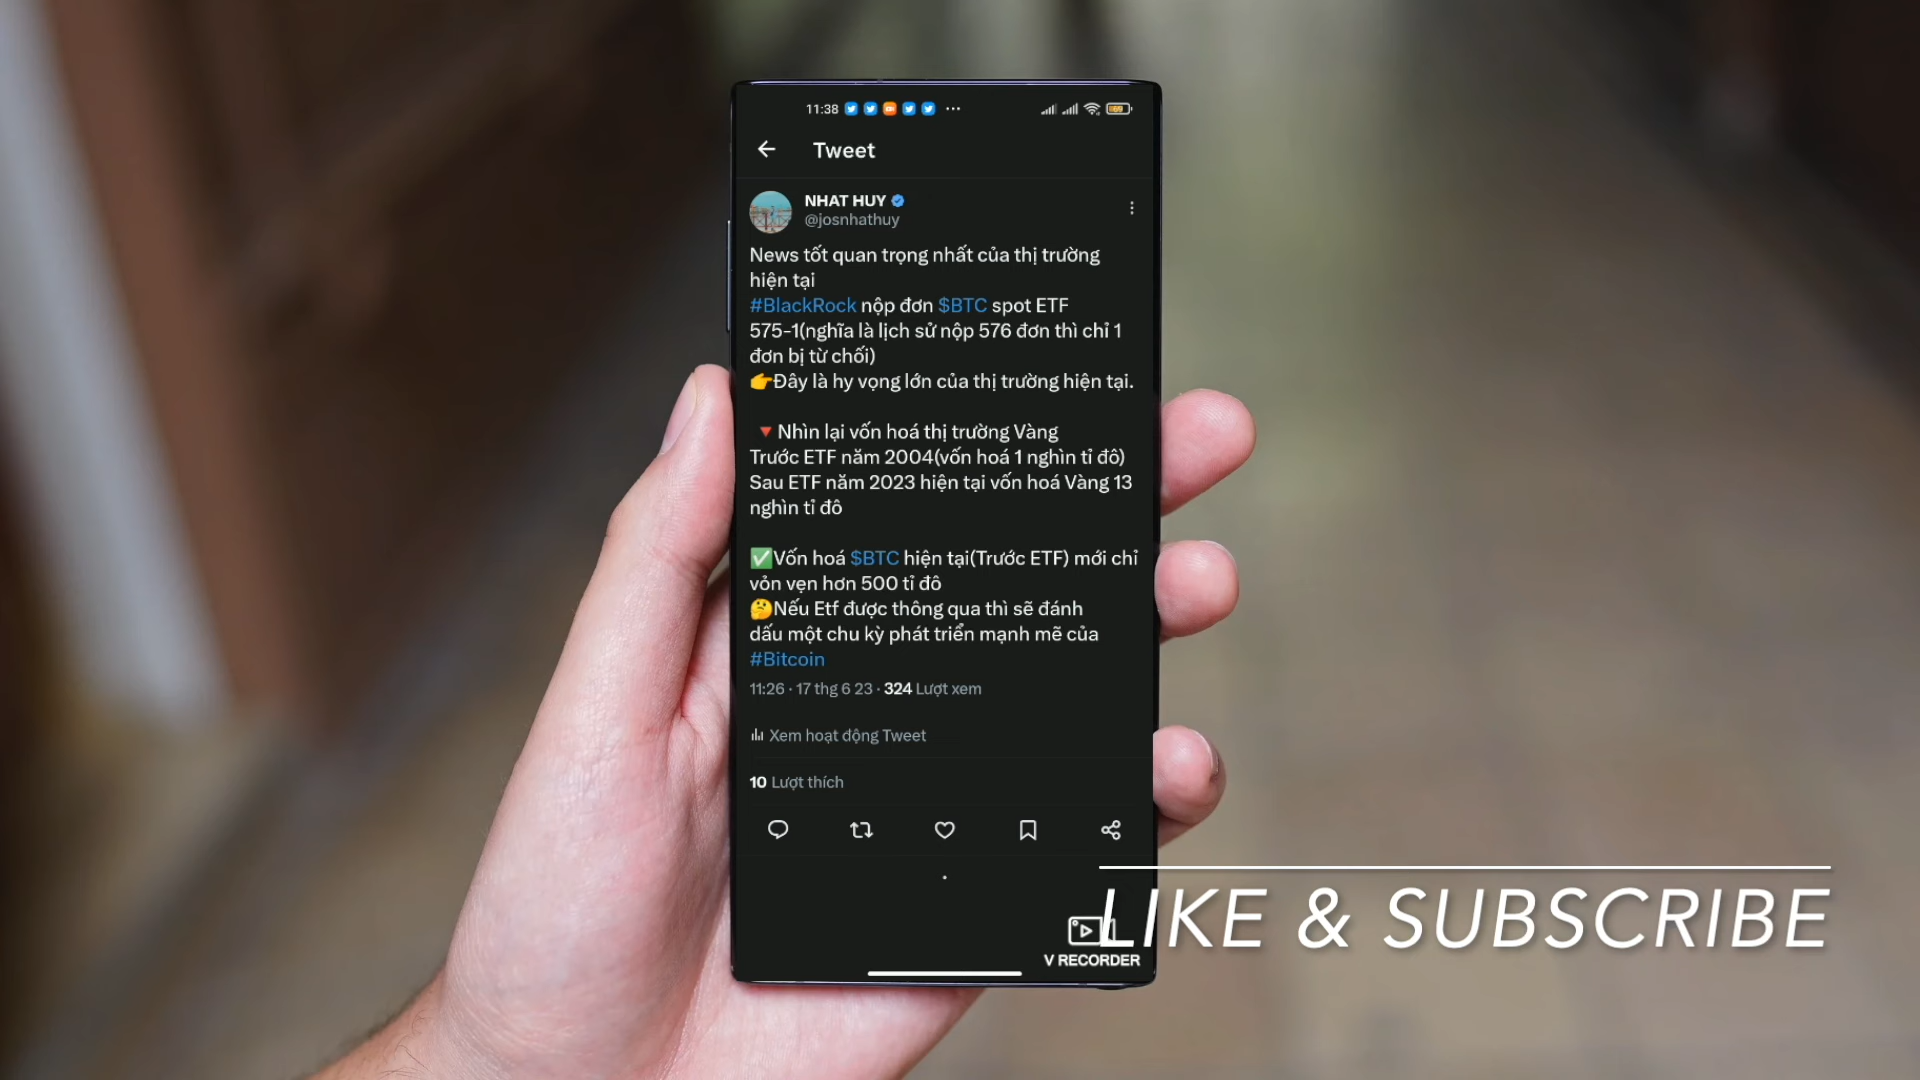 11:38
Tweet
NHAT HUY
@josnhathuy
News tốt quan trọng nhất của thị trường
hiện tại
#BlackRock nộp đơn $BTC spot ETF
575-1(nghĩa là lịch sử nộp 576 đơn thì chỉ 1
đơn bị từ chối)
👉Đây là hy vọng lớn của thị trường hiện tại.
🔻Nhìn lại vốn hoá thị trường Vàng
Trước ETF năm 2004(vốn hoá 1 nghìn tỉ đô)
Sau ETF năm 2023 hiện tại vốn hoá Vàng 13
nghìn tỉ đô
✅Vốn hoá $BTC hiện tại(Trước ETF) mới chỉ
vỏn vẹn hơn 500 tỉ đô
🤔Nếu Etf được thông qua thì sẽ đánh
dấu một chu kỳ phát triển mạnh mẽ của
#Bitcoin
11:26 · 17 thg 6 23 · 324 Lượt xem
Xem hoạt động Tweet
10 Lượt thích
LIKE & SUBSCRIBE
V RECORDER